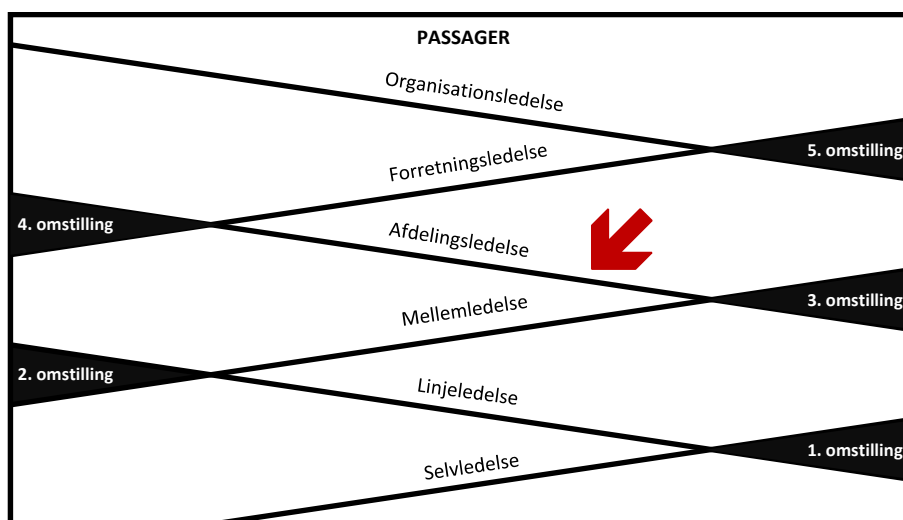 PASSAGER
Organisationsledelse
5. omstilling
Forretningsledelse
4. omstilling
Afdelingsledelse
3. omstilling
Mellemledelse
2. omstilling
Linjeledelse
1. omstilling
Selvledelse